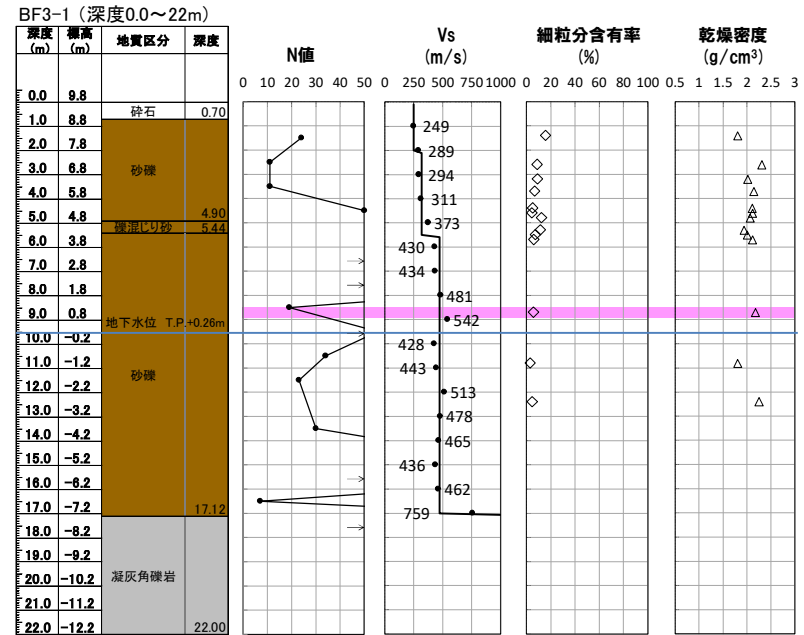 BF3-1（深度0.0～22m）
深度(m) 標高(m) 地質区分 深度
N値
Vs (m/s)
細粒分含有率 (%)
乾燥密度 (g/cm³)
0 10 20 30 40 50
0 250 500 750 1000
0 20 40 60 80 100
0.5 1 1.5 2 2.5 3
0.0 9.8
砕石 0.70
1.0 8.8
249
2.0 7.8
289
3.0 6.8
砂礫
294
4.0 5.8
311
4.90
5.0 4.8
373
礫混じり砂 5.44
6.0 3.8
430
7.0 2.8
434
8.0 1.8
481
9.0 0.8
地下水位 T.P.+0.26m
542
10.0 -0.2
428
11.0 -1.2
443
砂礫
12.0 -2.2
513
13.0 -3.2
478
14.0 -4.2
465
15.0 -5.2
436
16.0 -6.2
462
17.0 -7.2
17.12
759
18.0 -8.2
19.0 -9.2
凝灰角礫岩
20.0 -10.2
21.0 -11.2
22.0 -12.2
22.00